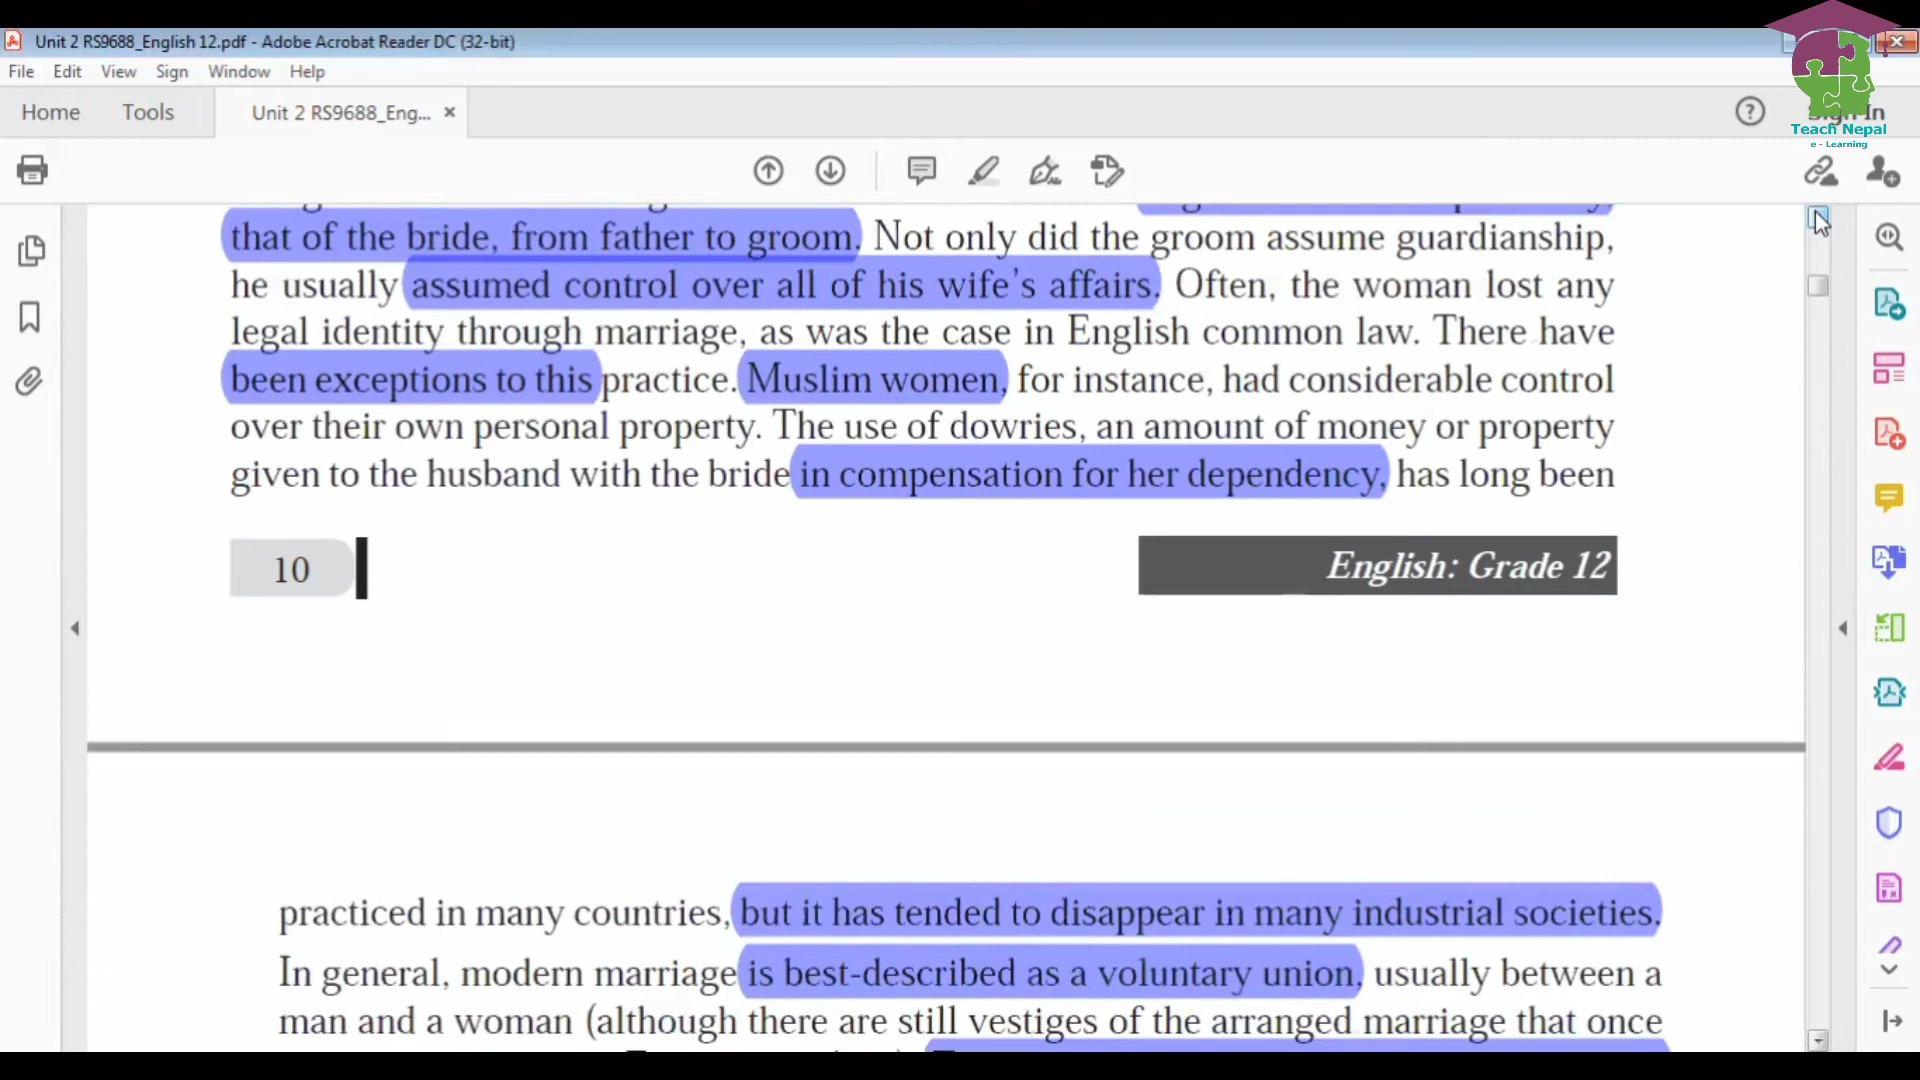 Unit 2 RS9688_English 12.pdf - Adobe Acrobat Reader DC (32-bit)
File Edit View Sign Window Help
Home Tools Unit 2 RS9688_Eng... Sign In
Teach Nepal
e - Learning
that of the bride, from father to groom. Not only did the groom assume guardianship,
he usually assumed control over all of his wife's affairs. Often, the woman lost any
legal identity through marriage, as was the case in English common law. There have
been exceptions to this practice. Muslim women, for instance, had considerable control
over their own personal property. The use of dowries, an amount of money or property
given to the husband with the bride in compensation for her dependency, has long been
10
English: Grade 12
practiced in many countries, but it has tended to disappear in many industrial societies.
In general, modern marriage is best-described as a voluntary union, usually between a
man and a woman (although there are still vestiges of the arranged marriage that once